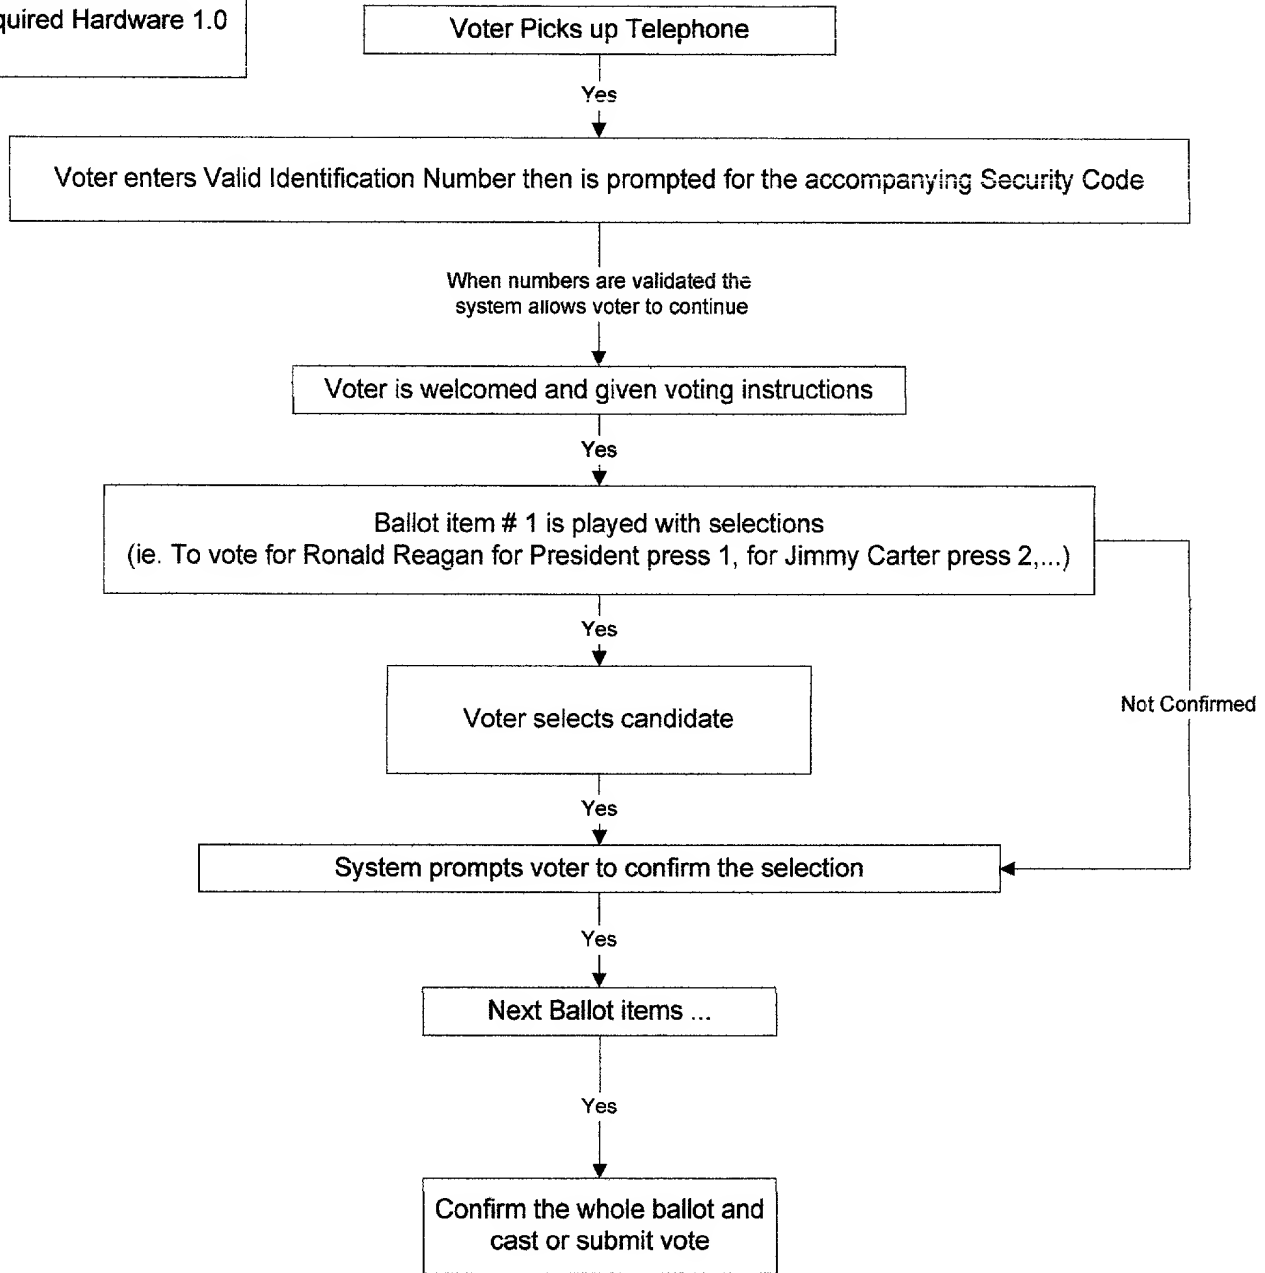 quired Hardware 1.0
Voter Picks up Telephone
Yes
Voter enters Valid Identification Number then is prompted for the accompanying Security Code
When numbers are validated the
system allows voter to continue
Voter is welcomed and given voting instructions
Yes
Ballot item # 1 is played with selections
(ie. To vote for Ronald Reagan for President press 1, for Jimmy Carter press 2,...)
Yes
Voter selects candidate
Not Confirmed
Yes
System prompts voter to confirm the selection
Yes
Next Ballot items ...
Yes
Confirm the whole ballot and
cast or submit vote